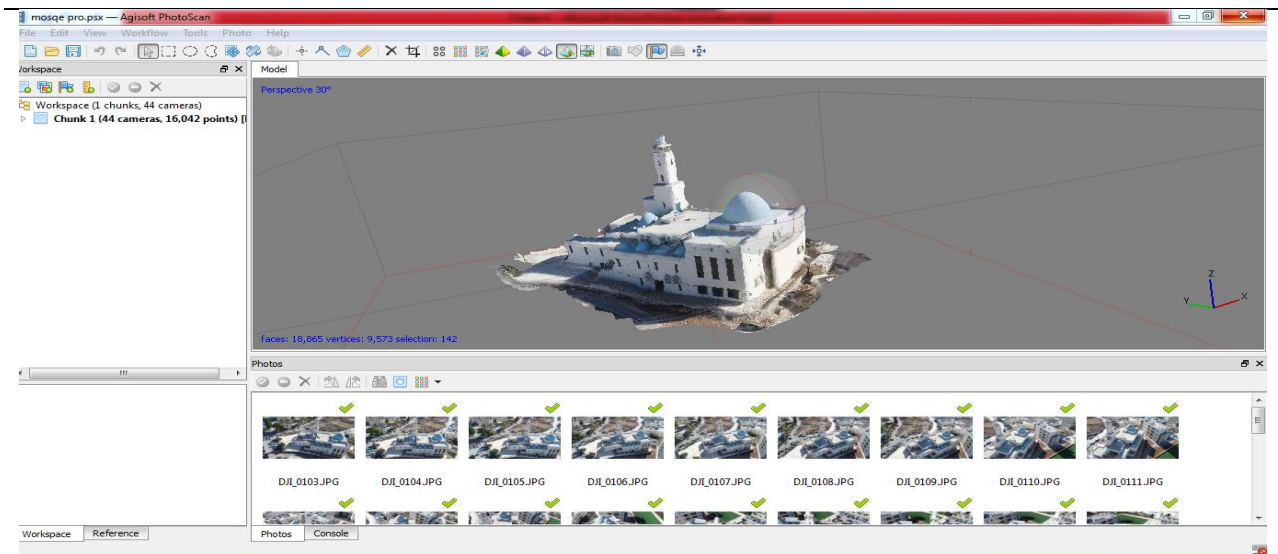 mosqe pro.psx — Agisoft PhotoScan
File Edit View Workflow Tools Photo Help
Workspace
Model
Perspective 30°
Workspace (1 chunks, 44 cameras)
Chunk 1 (44 cameras, 16,042 points)
Z
Y
X
faces: 18,865 vertices: 9,573 selection: 142
Photos
DJI_0103.JPG DJI_0104.JPG DJI_0105.JPG DJI_0106.JPG DJI_0107.JPG DJI_0108.JPG DJI_0109.JPG DJI_0110.JPG DJI_0111.JPG
Workspace Reference
Photos Console